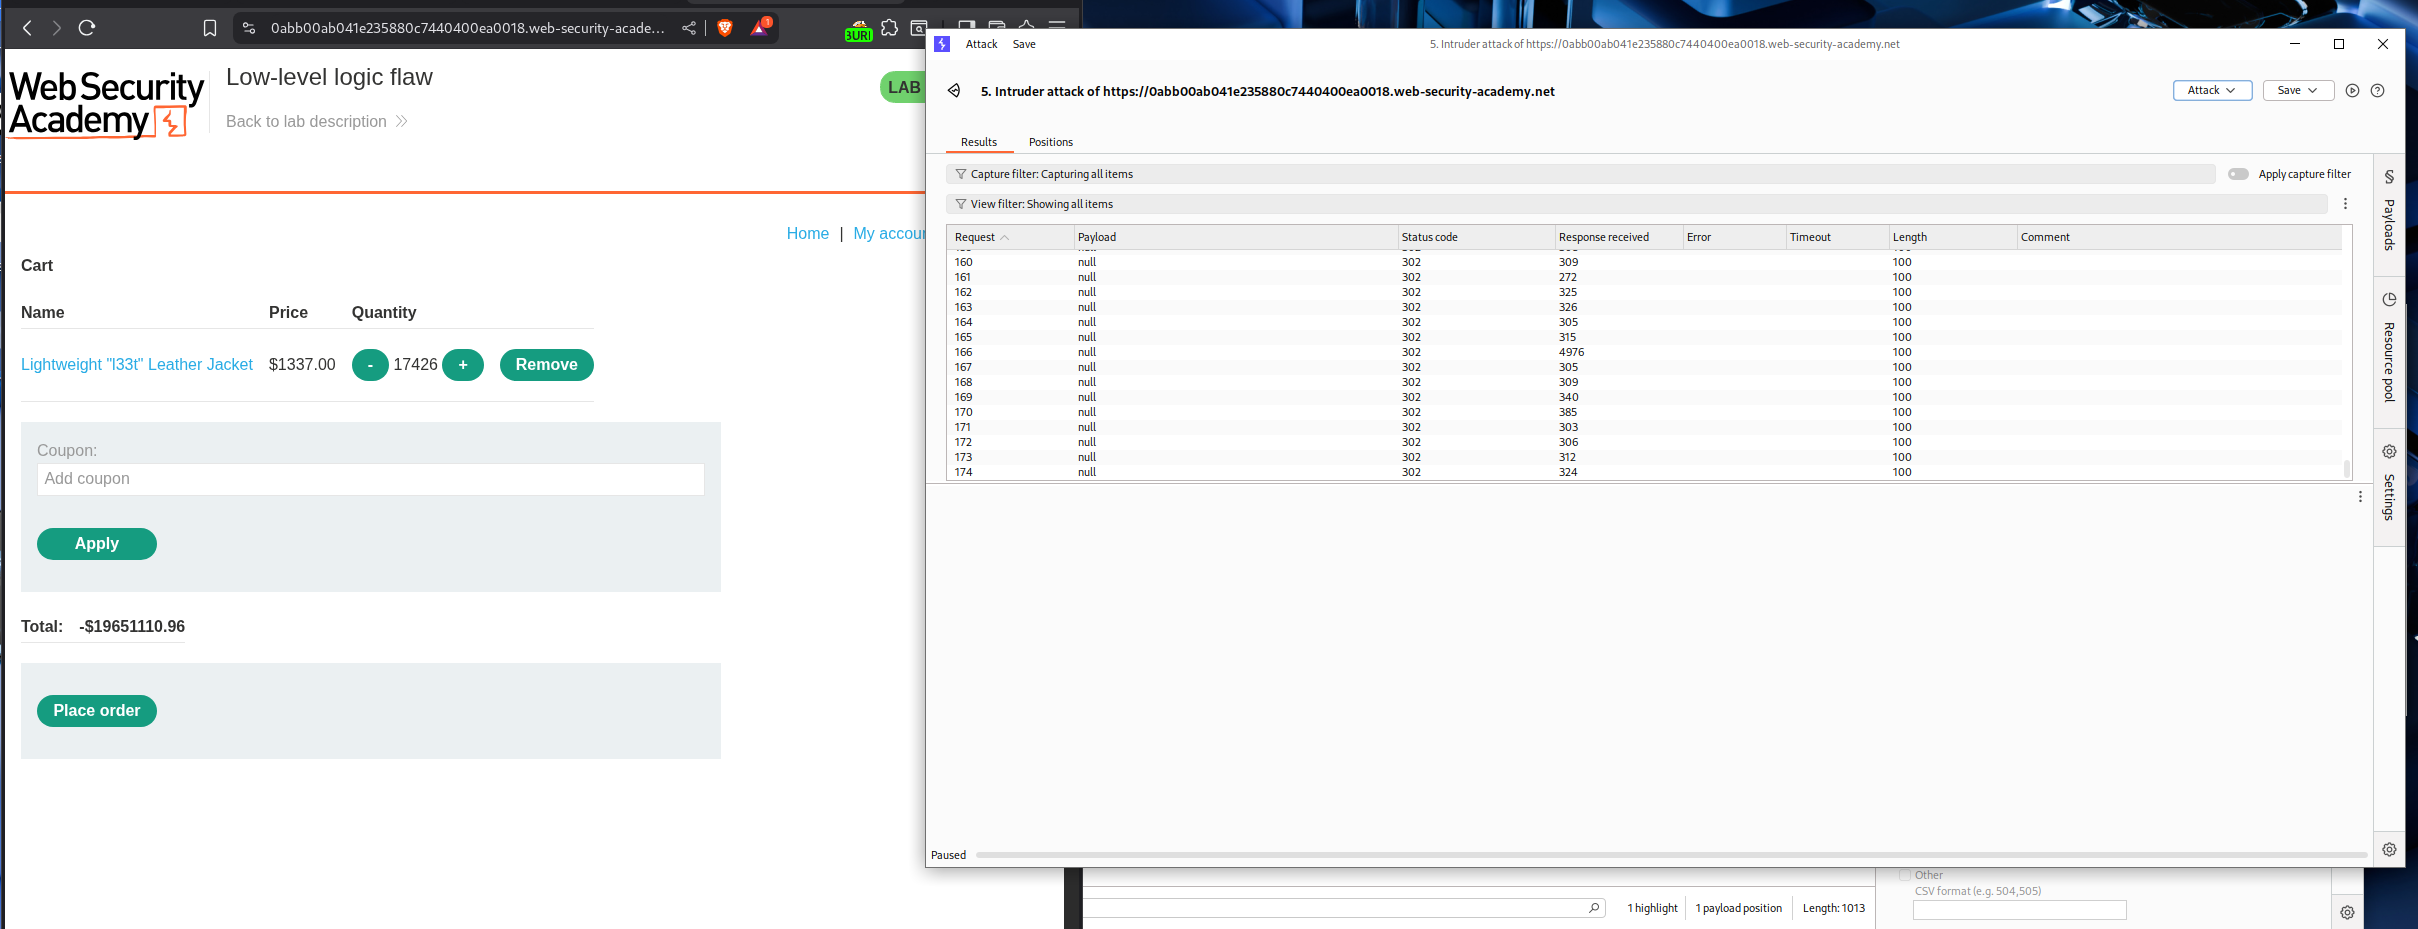 0abb00ab041e235880c7440400ea0018.web-security-acade...
1
BURI
Web Security
Academy
Low-level logic flaw
Back to lab description
LAB
Home | My accour
Cart
Name Price Quantity
Lightweight "l33t" Leather Jacket $1337.00 - 17426 + Remove
Coupon:
Add coupon
Apply
Total: -$19651110.96
Place order
Attack Save
5. Intruder attack of https://0abb00ab041e235880c7440400ea0018.web-security-academy.net
5. Intruder attack of https://0abb00ab041e235880c7440400ea0018.web-security-academy.net
Attack Save
Results Positions
Capture filter: Capturing all items
Apply capture filter
View filter: Showing all items
Request Payload Status code Response received Error Timeout Length Comment
160 null 302 309 100
161 null 302 272 100
162 null 302 325 100
163 null 302 326 100
164 null 302 305 100
165 null 302 315 100
166 null 302 4976 100
167 null 302 305 100
168 null 302 309 100
169 null 302 340 100
170 null 302 385 100
171 null 302 303 100
172 null 302 306 100
173 null 302 312 100
174 null 302 324 100
Payloads
Resource pool
Settings
Paused
Other
CSV format (e.g. 504,505)
1 highlight 1 payload position Length: 1013